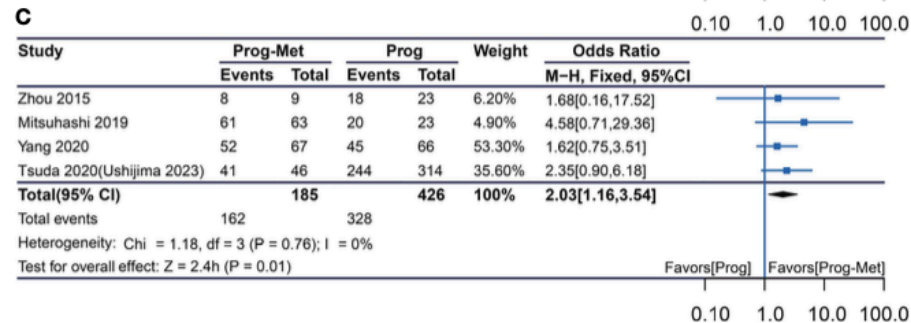 C
0.10 1.0 10.0 100.0
Study Prog-Met Prog Weight Odds Ratio
Events Total Events Total M-H, Fixed, 95%CI
Zhou 2015 8 9 18 23 6.20% 1.68[0.16,17.52]
Mitsuhashi 2019 61 63 20 23 4.90% 4.58[0.71,29.36]
Yang 2020 52 67 45 66 53.30% 1.62[0.75,3.51]
Tsuda 2020(Ushijima 2023) 41 46 244 314 35.60% 2.35[0.90,6.18]
Total(95% CI) 185 426 100% 2.03[1.16,3.54]
Total events 162 328
Heterogeneity: Chi = 1.18, df = 3 (P = 0.76); I = 0%
Test for overall effect: Z = 2.4h (P = 0.01) Favors[Prog] Favors[Prog-Met]
0.10 1.0 10.0 100.0